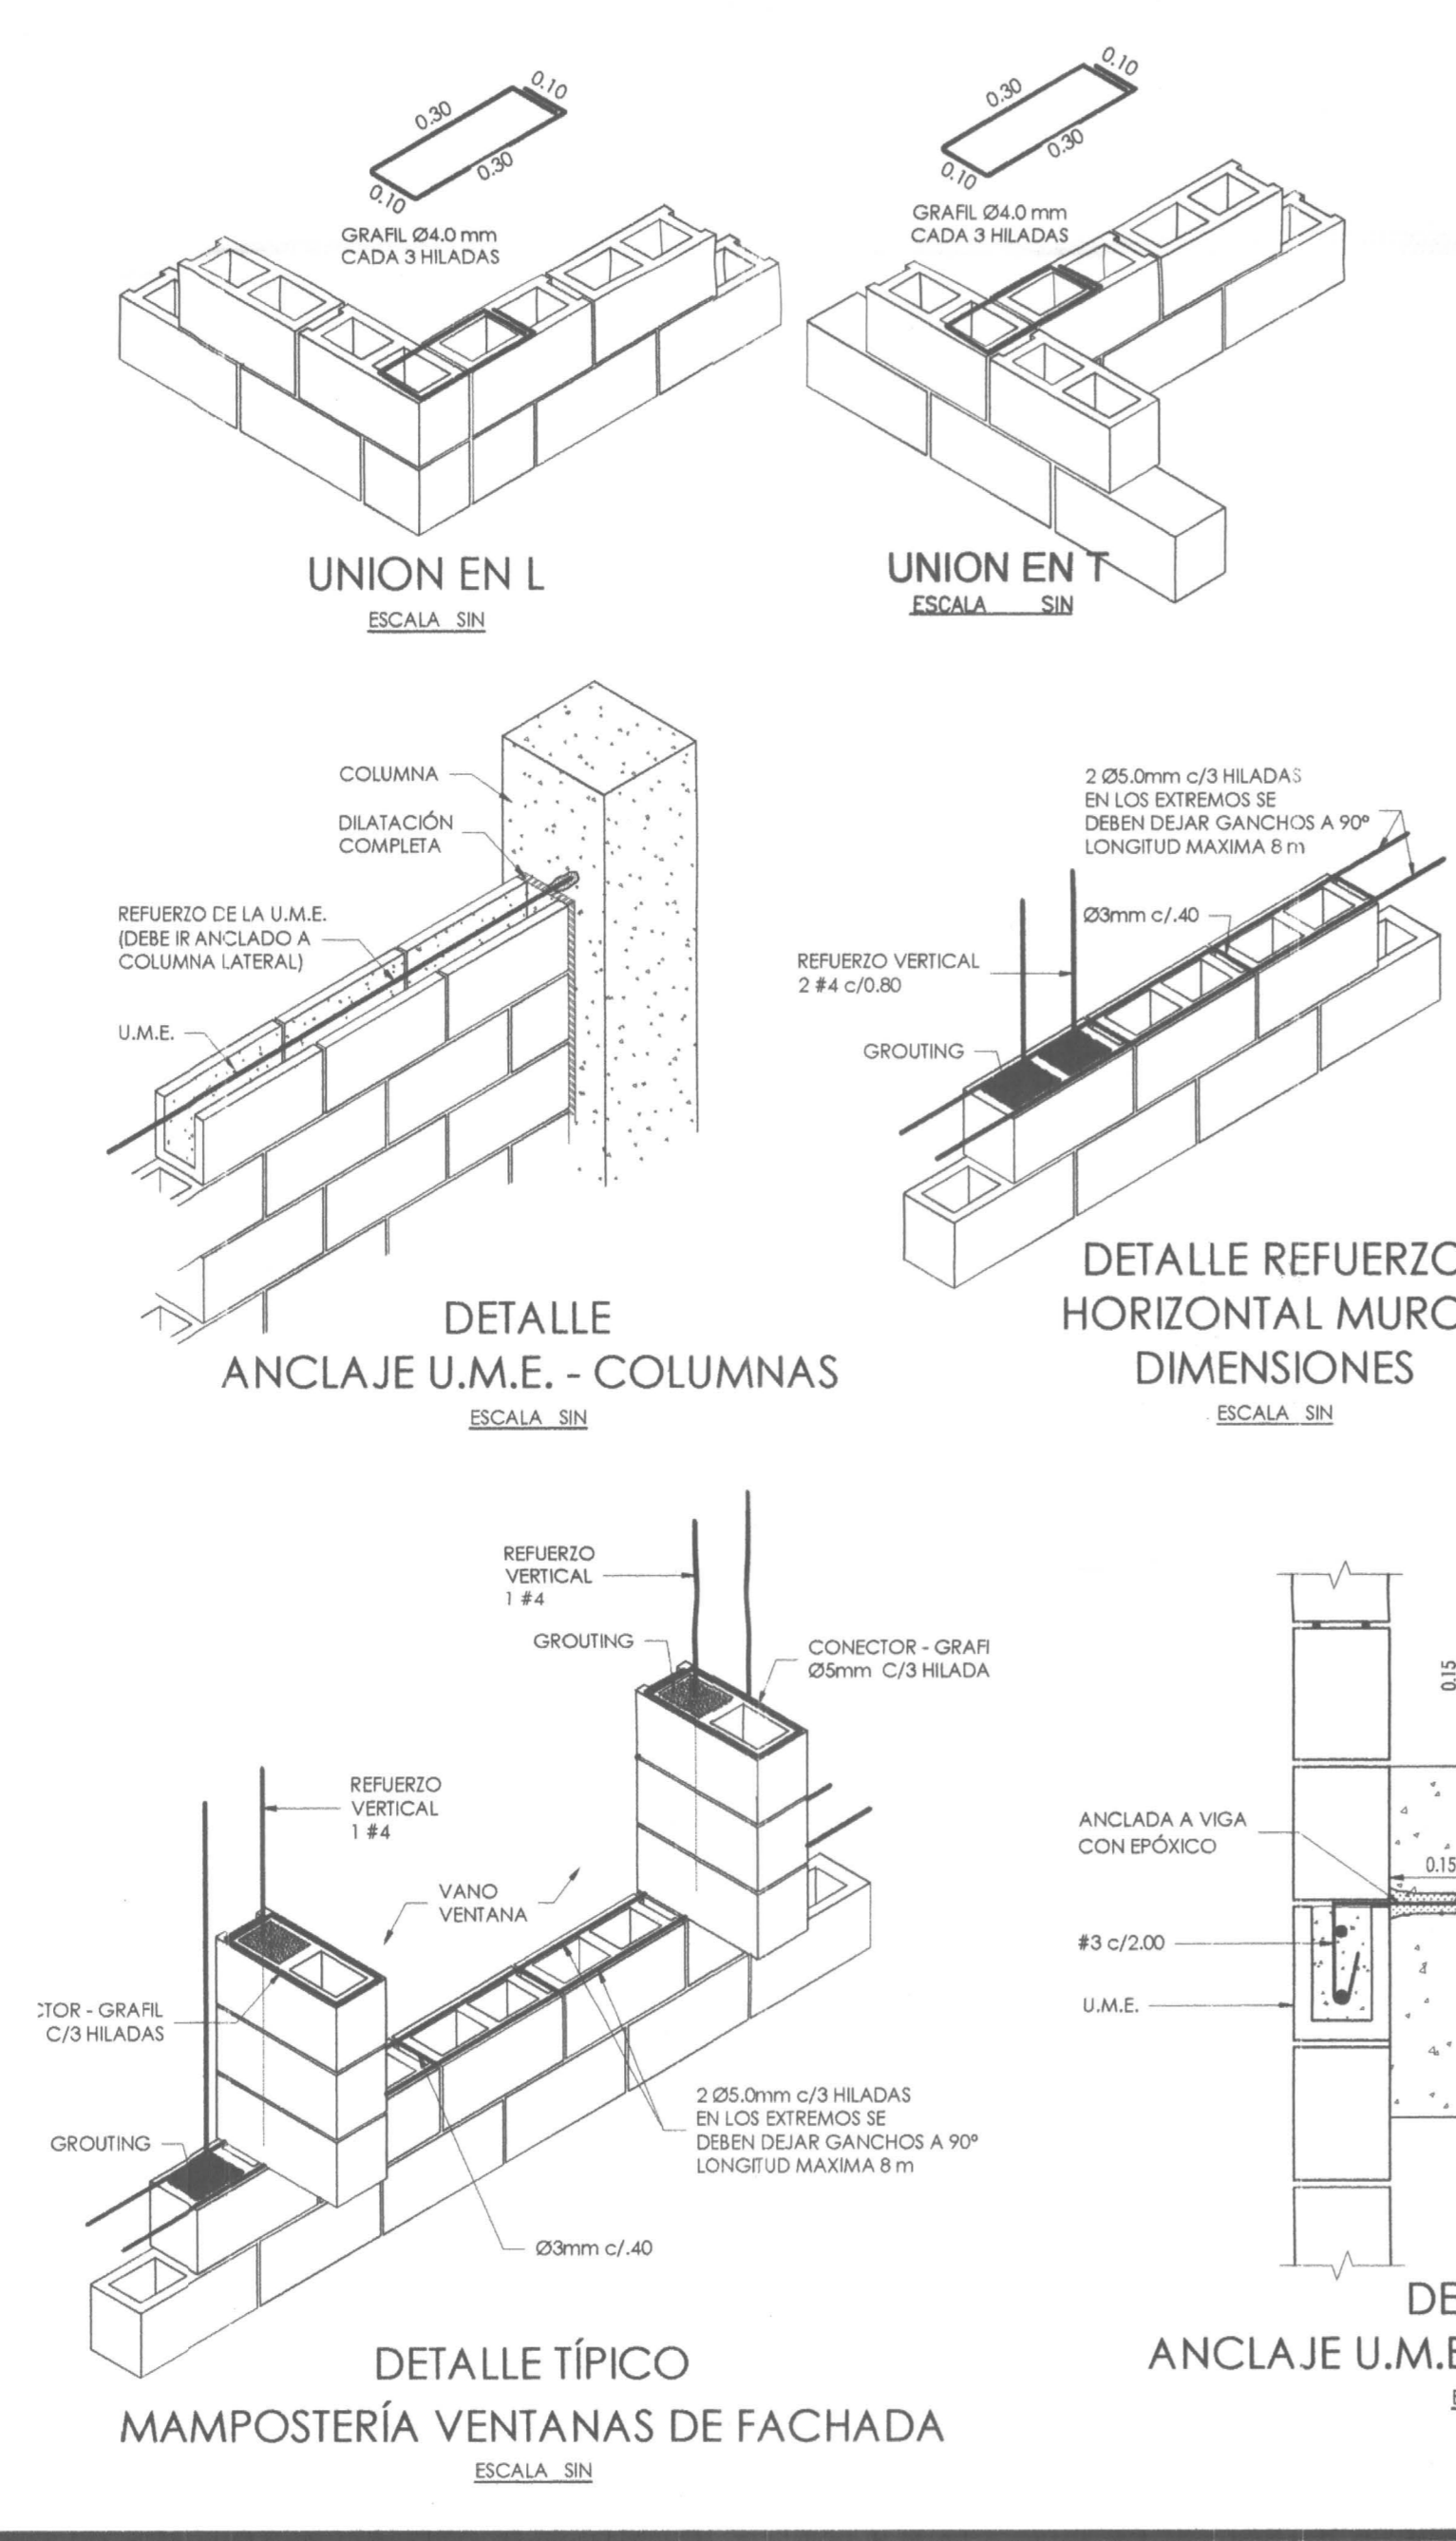 0.10
0.30
0.30
0.10
GRAFIL Ø4.0 mm
CADA 3 HILADAS
UNION EN L
ESCALA SIN
0.10
0.30
0.30
0.10
GRAFIL Ø4.0 mm
CADA 3 HILADAS
UNION EN T
ESCALA SIN
COLUMNA
DILATACIÓN
COMPLETA
REFUERZO DE LA U.M.E.
(DEBE IR ANCLADO A
COLUMNA LATERAL)
U.M.E.
DETALLE
ANCLAJE U.M.E. - COLUMNAS
ESCALA SIN
2 Ø5.0mm c/3 HILADAS
EN LOS EXTREMOS SE
DEBEN DEJAR GANCHOS A 90º
LONGITUD MAXIMA 8 m
Ø3mm c/.40
REFUERZO VERTICAL
2 #4 c/0.80
GROUTING
DETALLE REFUERZO
HORIZONTAL MURO
DIMENSIONES
ESCALA SIN
REFUERZO
VERTICAL
1 #4
GROUTING
CONECTOR - GRAFI
Ø5mm C/3 HILADA
REFUERZO
VERTICAL
1 #4
VANO
VENTANA
TOR - GRAFIL
C/3 HILADAS
GROUTING
2 Ø5.0mm c/3 HILADAS
EN LOS EXTREMOS SE
DEBEN DEJAR GANCHOS A 90º
LONGITUD MAXIMA 8 m
Ø3mm c/.40
DETALLE TÍPICO
MAMPOSTERÍA VENTANAS DE FACHADA
ESCALA SIN
0.15
ANCLADA A VIGA
CON EPÓXICO
0.15
#3 c/2.00
U.M.E.
DE
ANCLAJE U.M.E